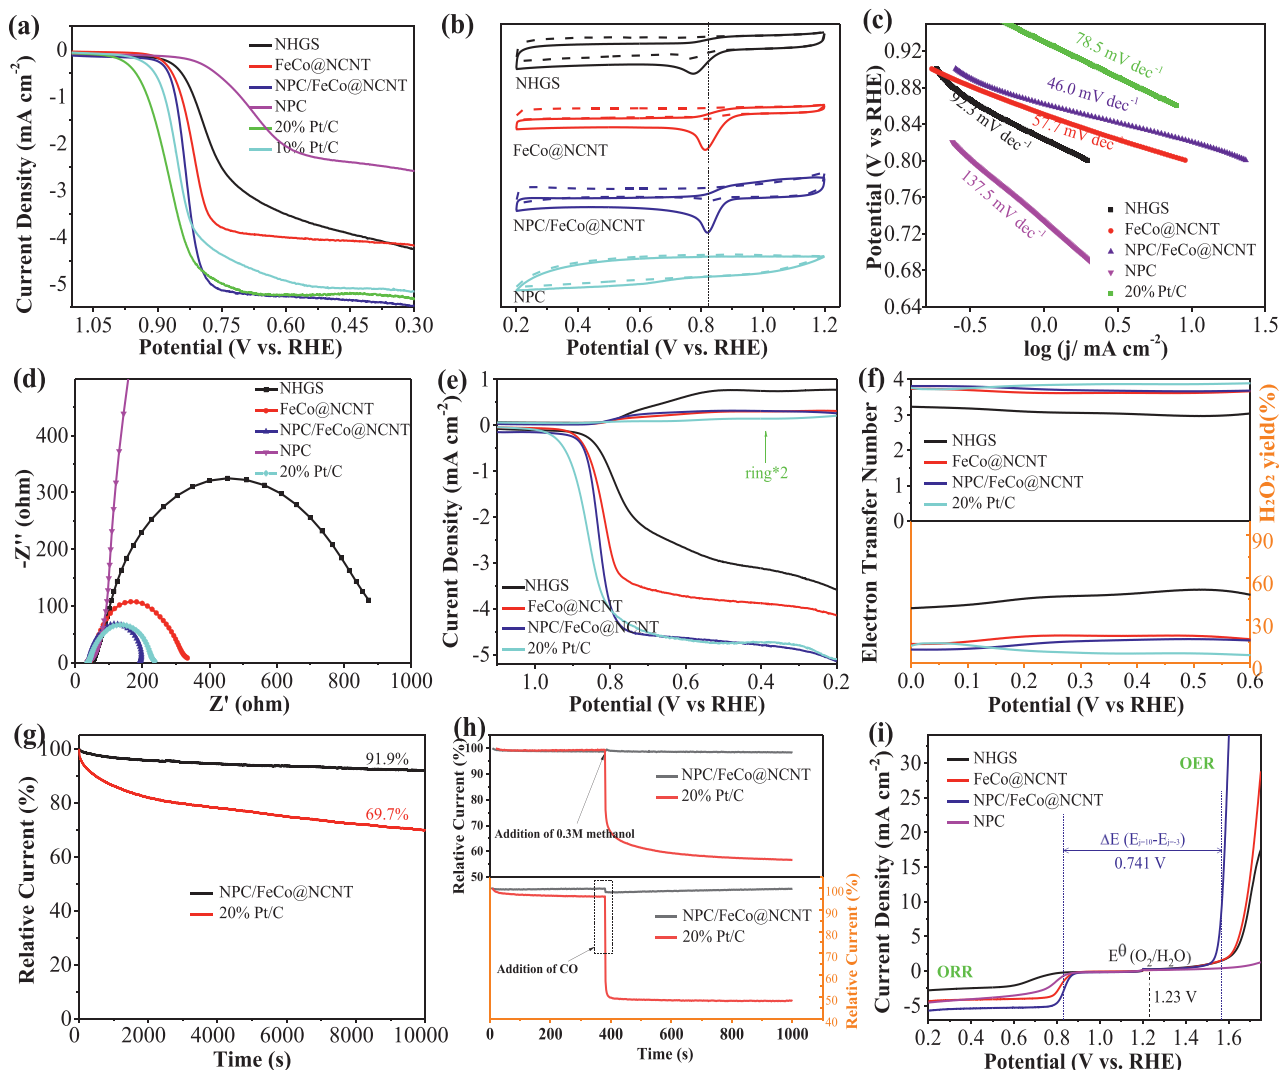 (a)
0
-1
-2
-3
-4
-5
Current Density (mA cm-2)
NHGS
FeCo@NCNT
NPC/FeCo@NCNT
NPC
20% Pt/C
10% Pt/C
1.05 0.90 0.75 0.60 0.45 0.30
Potential (V vs. RHE)
(b)
NHGS
FeCo@NCNT
NPC/FeCo@NCNT
NPC
0.2 0.4 0.6 0.8 1.0 1.2
Potential (V vs. RHE)
(c)
0.92
0.88
0.84
0.80
0.76
0.72
0.68
0.64
Potential (V vs RHE)
78.5 mV dec-1
46.0 mV dec-1
57.7 mV dec-1
92.3 mV dec-1
137.5 mV dec-1
NHGS
FeCo@NCNT
NPC/FeCo@NCNT
NPC
20% Pt/C
-0.5 0.0 0.5 1.0 1.5
log (j/ mA cm-2)
(d)
400
300
200
100
0
-Z'' (ohm)
NHGS
FeCo@NCNT
NPC/FeCo@NCNT
NPC
20% Pt/C
0 200 400 600 800 1000
Z' (ohm)
(e)
1
0
-1
-2
-3
-4
-5
Curent Density (mA cm-2)
ring*2
NHGS
FeCo@NCNT
NPC/FeCo@NCNT
20% Pt/C
1.0 0.8 0.6 0.4 0.2
Potential (V vs RHE)
(f)
4
3
2
1
0
Electron Transfer Number
NHGS
FeCo@NCNT
NPC/FeCo@NCNT
20% Pt/C
90
60
30
0
H2O2 yield(%)
0.0 0.1 0.2 0.3 0.4 0.5 0.6
Potential (V vs RHE)
(g)
100
80
60
40
20
0
Relative Current (%)
91.9%
69.7%
NPC/FeCo@NCNT
20% Pt/C
0 2000 4000 6000 8000 10000
Time (s)
(h)
100
90
80
70
60
50
Relative Current (%)
NPC/FeCo@NCNT
20% Pt/C
Addition of 0.3M methanol
NPC/FeCo@NCNT
20% Pt/C
Addition of CO
100
90
80
70
60
50
40
Relative Current (%)
0 200 400 600 800 1000
Time (s)
(i)
30
25
20
15
10
5
0
-5
Current Density (mA cm-2)
NHGS
FeCo@NCNT
NPC/FeCo@NCNT
NPC
OER
ΔE (Ej=10-Ej=-3)
0.741 V
Eθ (O2/H2O)
ORR
1.23 V
0.2 0.4 0.6 0.8 1.0 1.2 1.4 1.6
Potential (V vs. RHE)